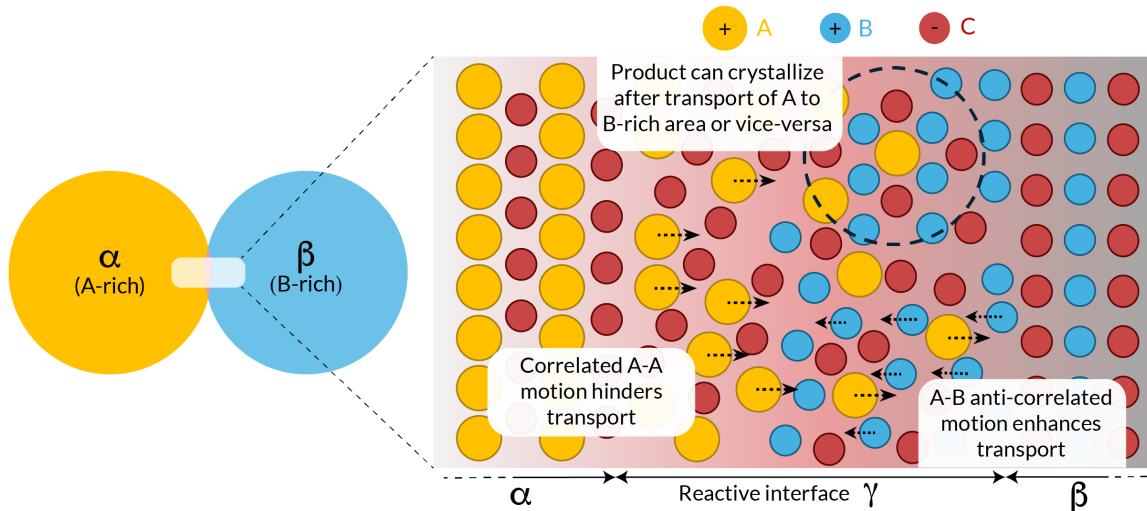 + A + B - C
Product can crystallize
after transport of A to
B-rich area or vice-versa
α
(A-rich)
β
(B-rich)
Correlated A-A
motion hinders
transport
A-B anti-correlated
motion enhances
transport
α Reactive interface γ β